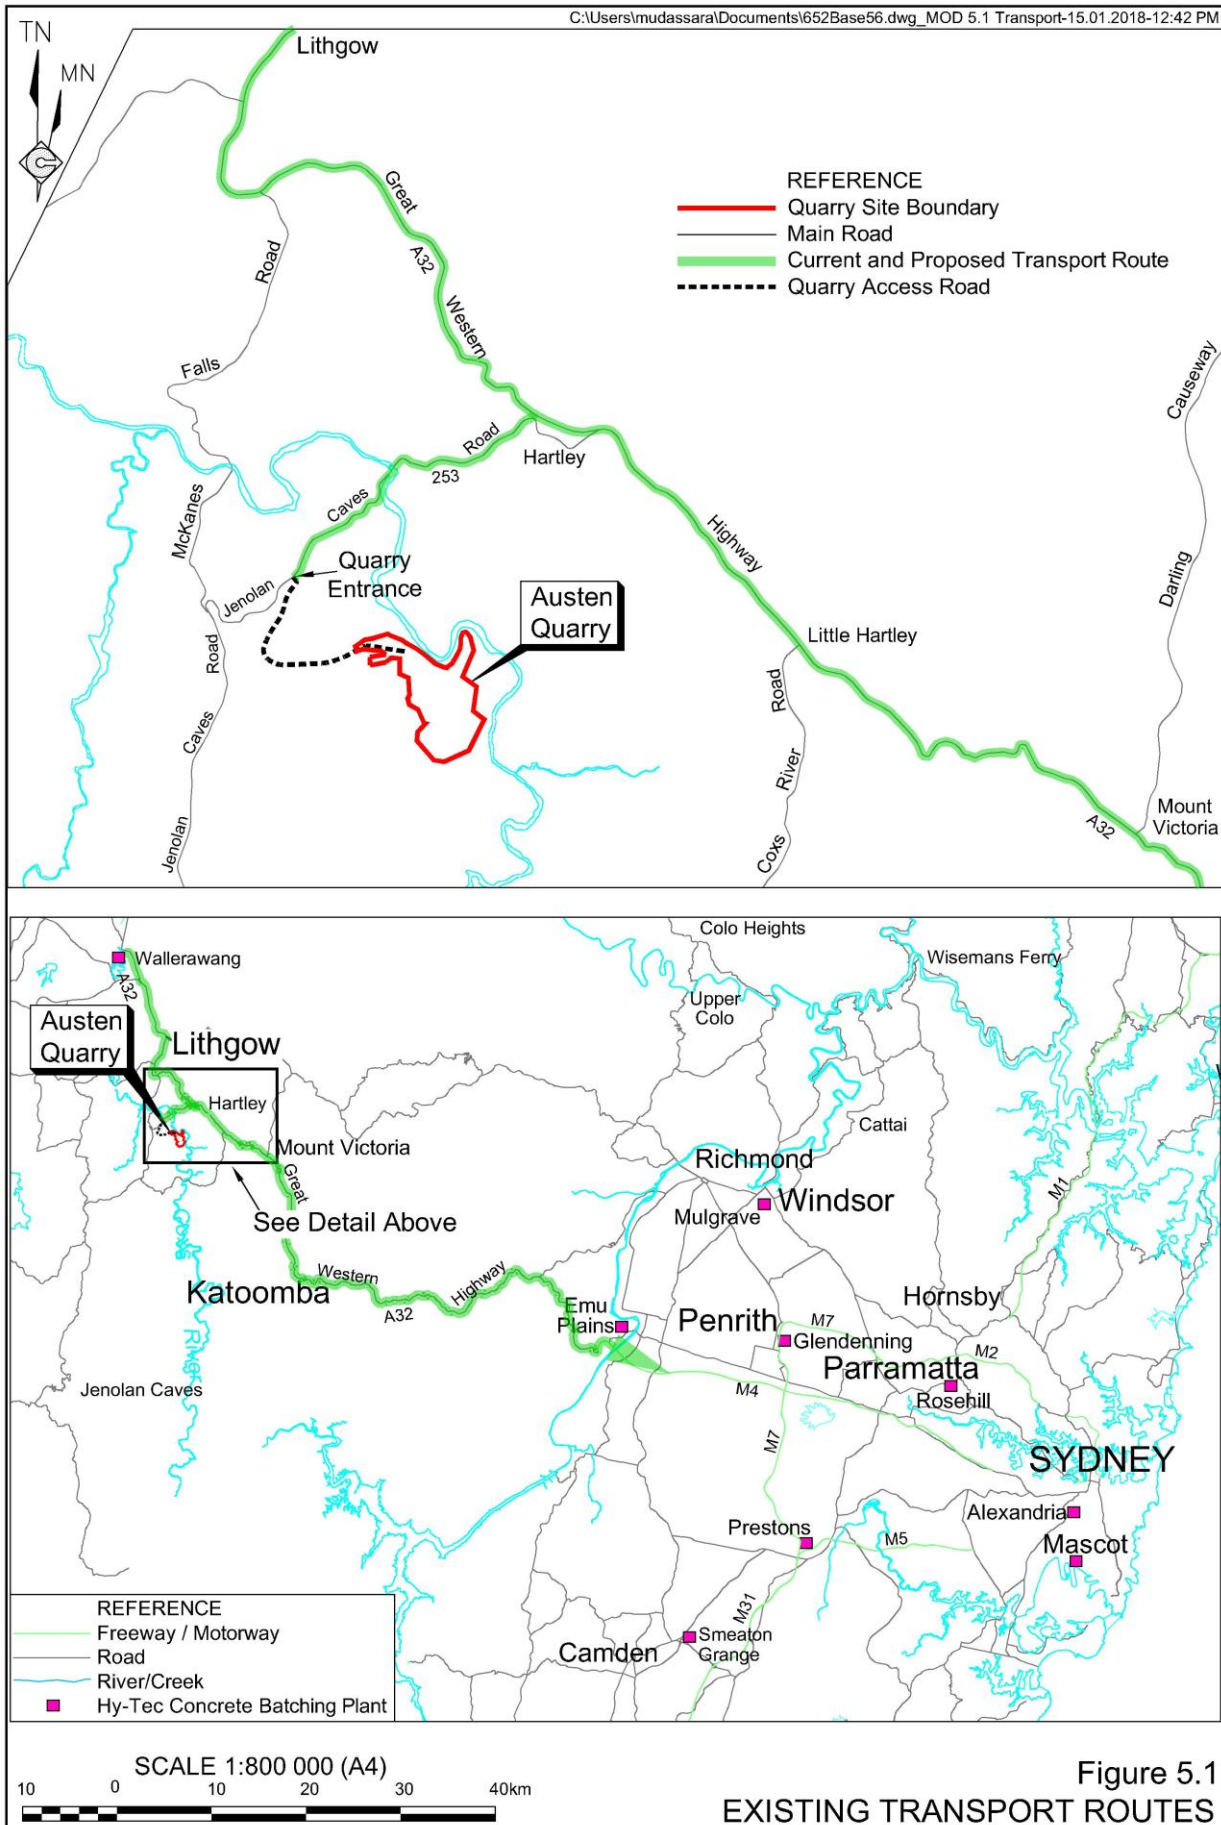 C:\Users\mudassara\Documents\652Base56.dwg_MOD 5.1 Transport-15.01.2018-12:42 PM
TN
MN
Lithgow
REFERENCE
Quarry Site Boundary
Main Road
Current and Proposed Transport Route
Quarry Access Road
Great
A32
Western
Road
Falls
Causeway
Road
Hartley
253
Caves
McKanes
Highway
Quarry
Entrance
Jenolan
Austen
Quarry
Darling
Little Hartley
Road
Road
Caves
River
Jenolan
Coxs
A32
Mount
Victoria
Colo Heights
Wisemans Ferry
Wallerawang
A32
Upper
Colo
Austen
Quarry
Lithgow
Hartley
Cattai
Mount Victoria
Richmond
Great
M1
Windsor
Mulgrave
See Detail Above
Coxs
Western
Highway
Katoomba
A32
Emu
Plains
Hornsby
Penrith
M7
Glendenning
River
M2
Parramatta
Jenolan Caves
M4
Rosehill
M7
SYDNEY
Alexandria
Prestons
M5
Mascot
REFERENCE
Freeway / Motorway
Road
River/Creek
Hy-Tec Concrete Batching Plant
M31
Smeaton
Grange
Camden
SCALE 1:800 000 (A4)
10 0 10 20 30 40km
Figure 5.1
EXISTING TRANSPORT ROUTES